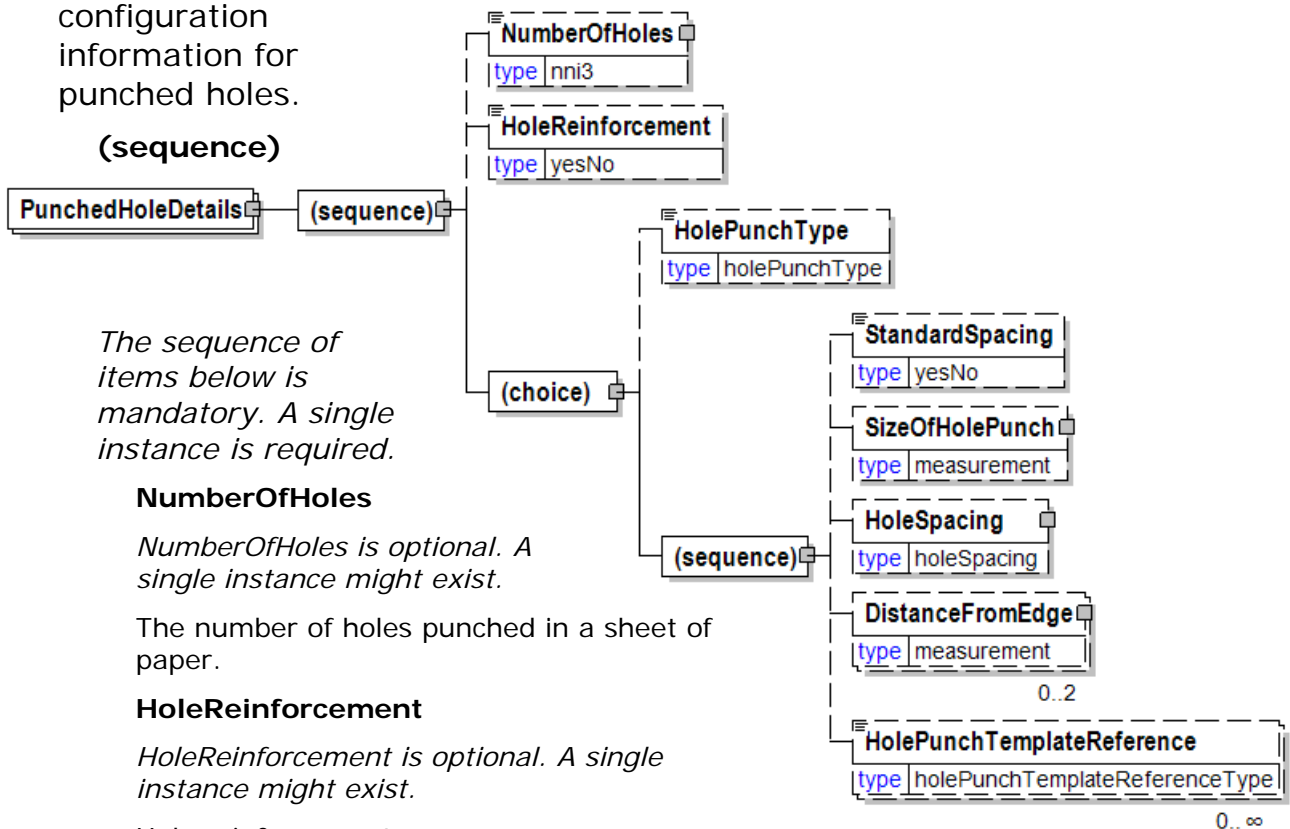 configuration
information for
punched holes.
(sequence)
NumberOfHoles
type nni3
HoleReinforcement
type yesNo
PunchedHoleDetails
(sequence)
HolePunchType
type holePunchType
(choice)
StandardSpacing
type yesNo
SizeOfHolePunch
type measurement
HoleSpacing
type holeSpacing
(sequence)
DistanceFromEdge
type measurement
0..2
HolePunchTemplateReference
type holePunchTemplateReferenceType
0..∞
The sequence of
items below is
mandatory. A single
instance is required.
NumberOfHoles
NumberOfHoles is optional. A
single instance might exist.
The number of holes punched in a sheet of
paper.
HoleReinforcement
HoleReinforcement is optional. A single
instance might exist.